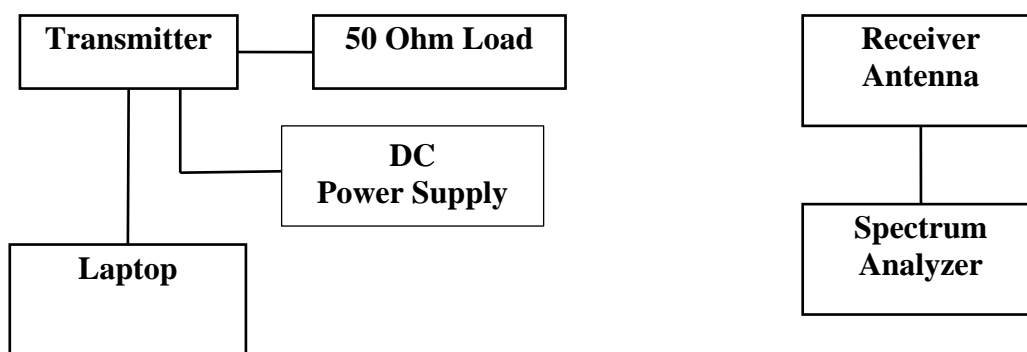 Transmitter
50 Ohm Load
Receiver
Antenna
DC
Power Supply
Laptop
Spectrum
Analyzer